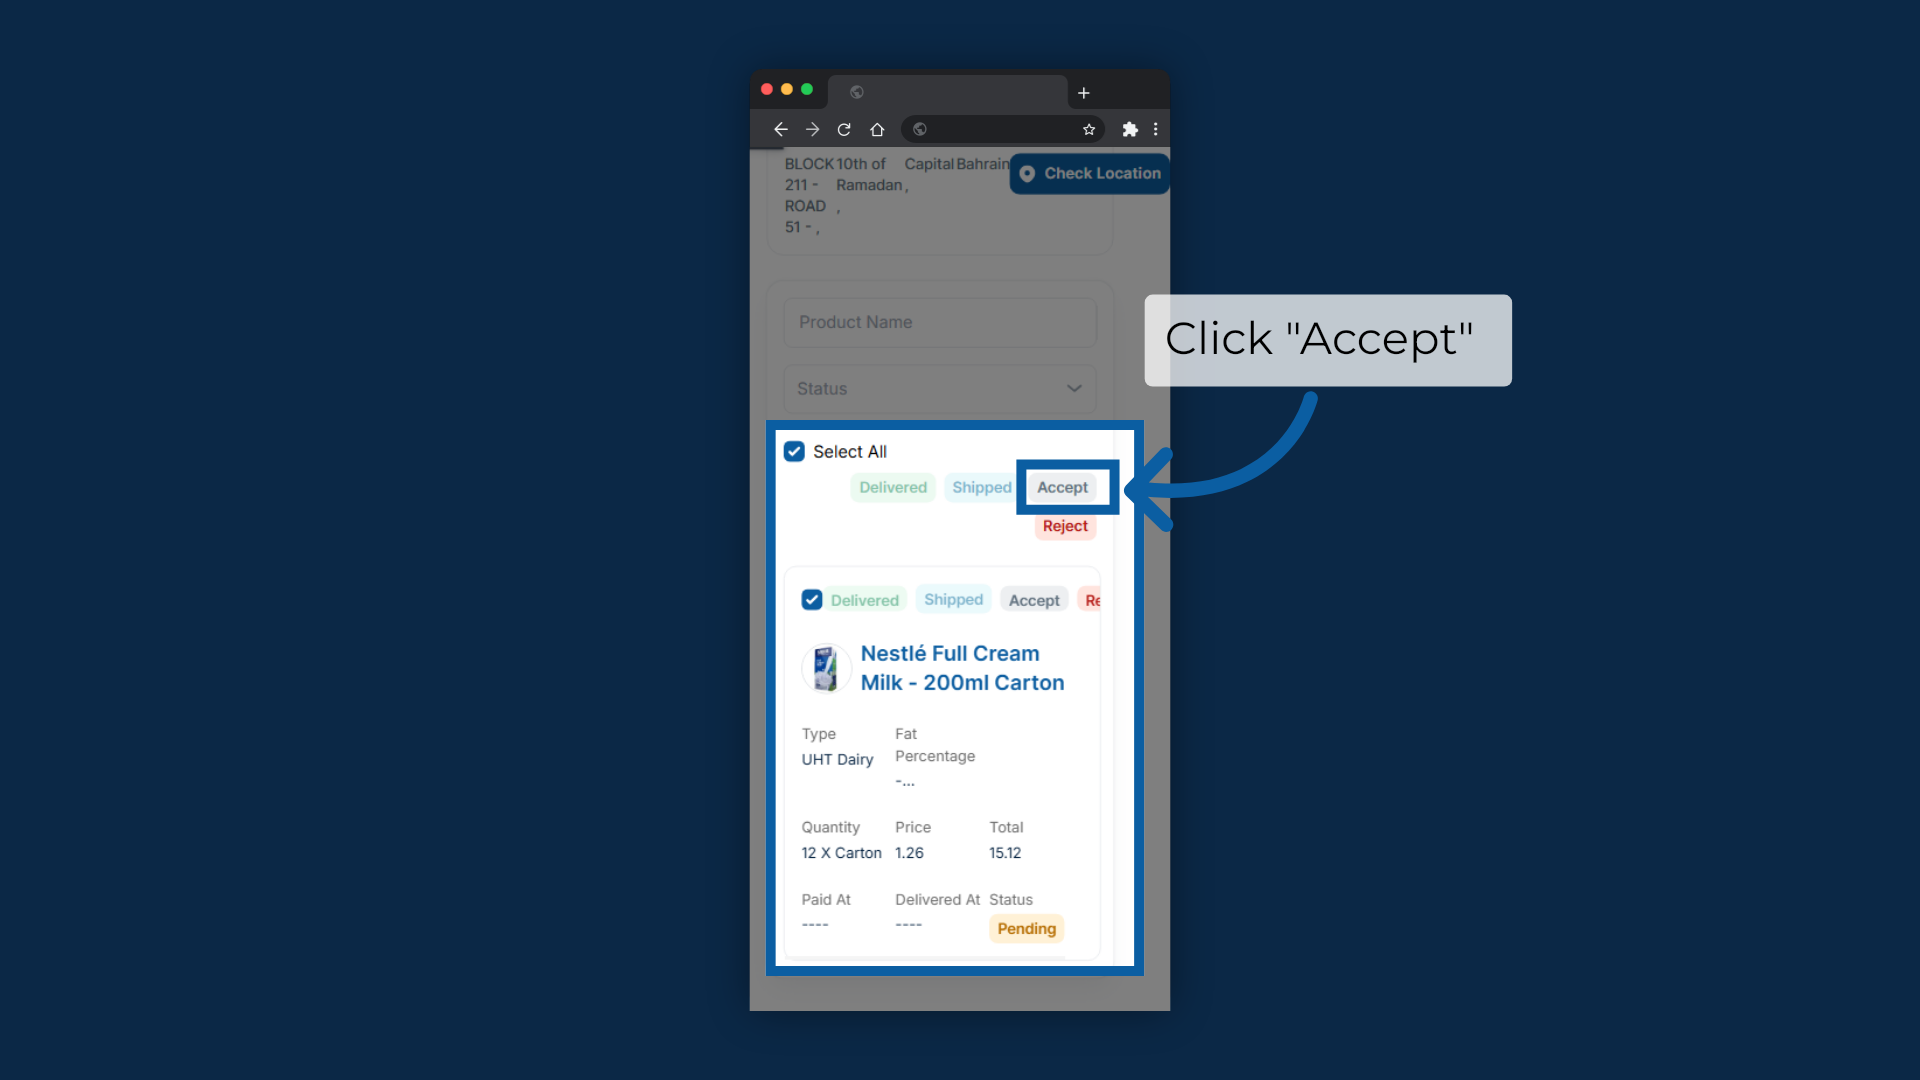 BLOCK 10th of Capital Bahrain
211 - Ramadan ,
ROAD ,
51 - ,
Check Location
Product Name
Status
Click "Accept"
Select All
Delivered Shipped Accept
Reject
Delivered Shipped Accept Re
Nestlé Full Cream
Milk - 200ml Carton
Type Fat
Percentage
UHT Dairy
-...
Quantity Price Total
12 X Carton 1.26 15.12
Paid At Delivered At Status
---- ----
Pending